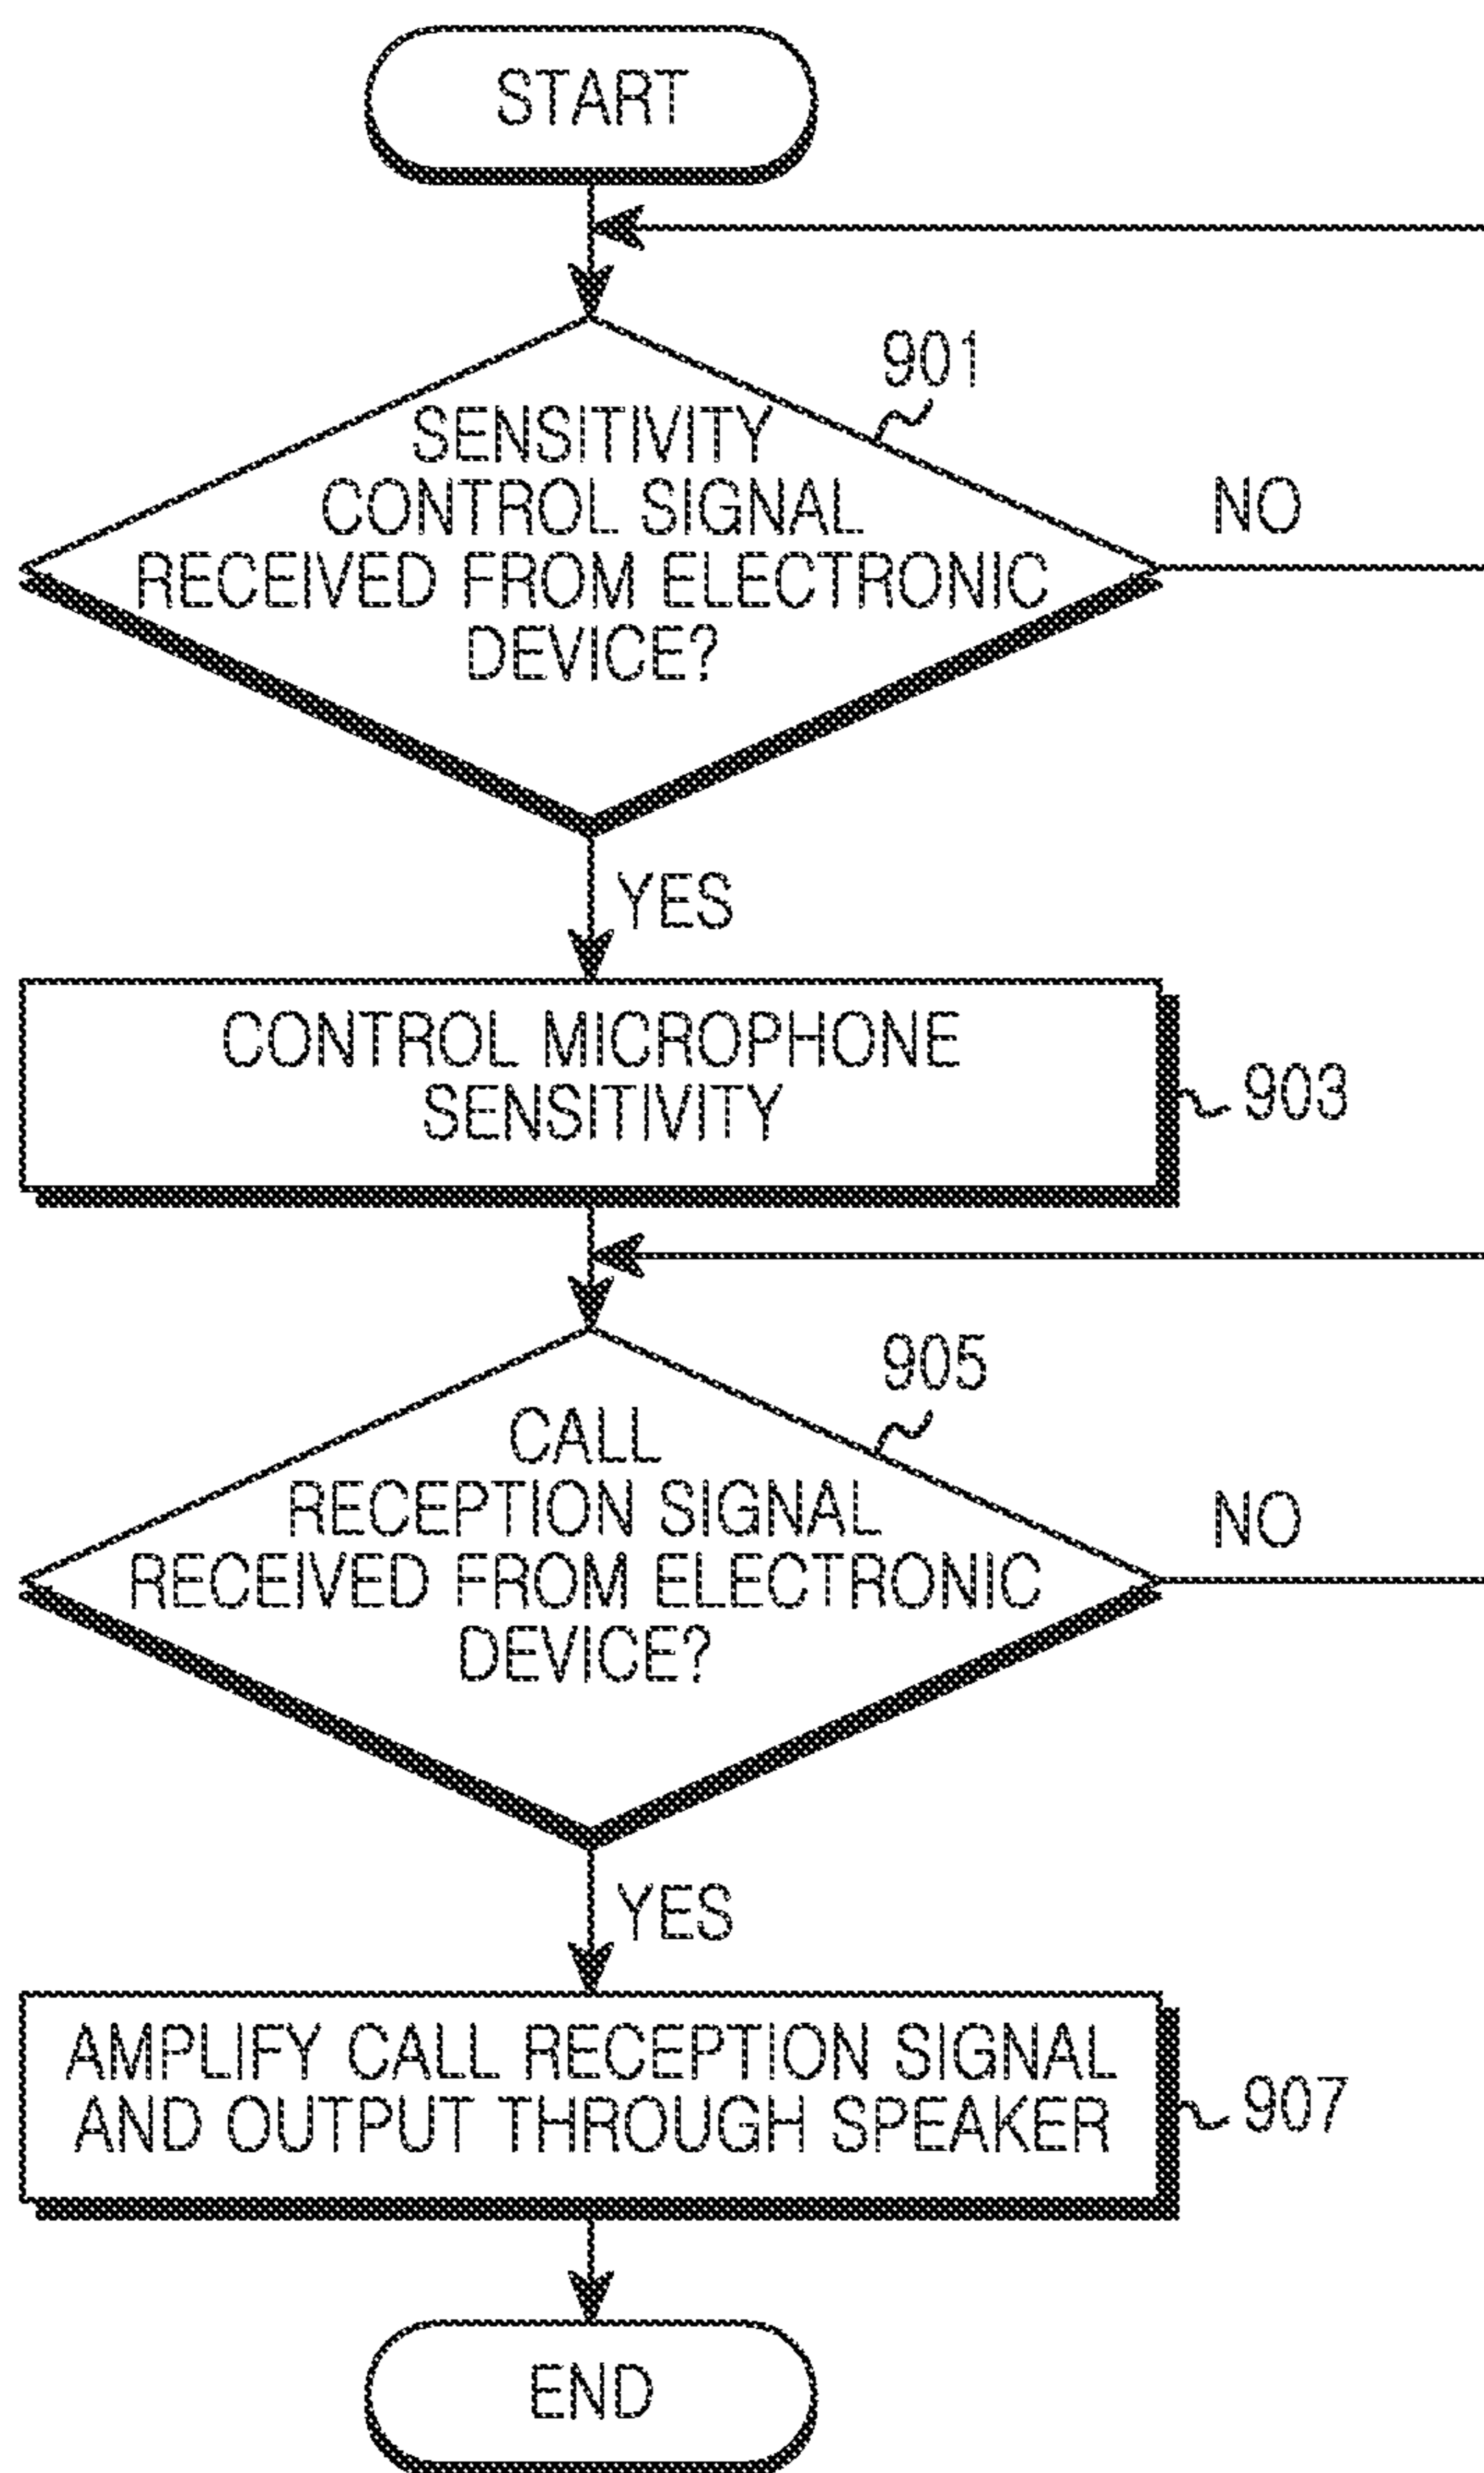 START
901
SENSITIVITY
CONTROL SIGNAL
RECEIVED FROM ELECTRONIC
DEVICE?
NO
YES
CONTROL MICROPHONE
SENSITIVITY
903
905
CALL
RECEPTION SIGNAL
RECEIVED FROM ELECTRONIC
DEVICE?
NO
YES
AMPLIFY CALL RECEPTION SIGNAL
AND OUTPUT THROUGH SPEAKER
907
END